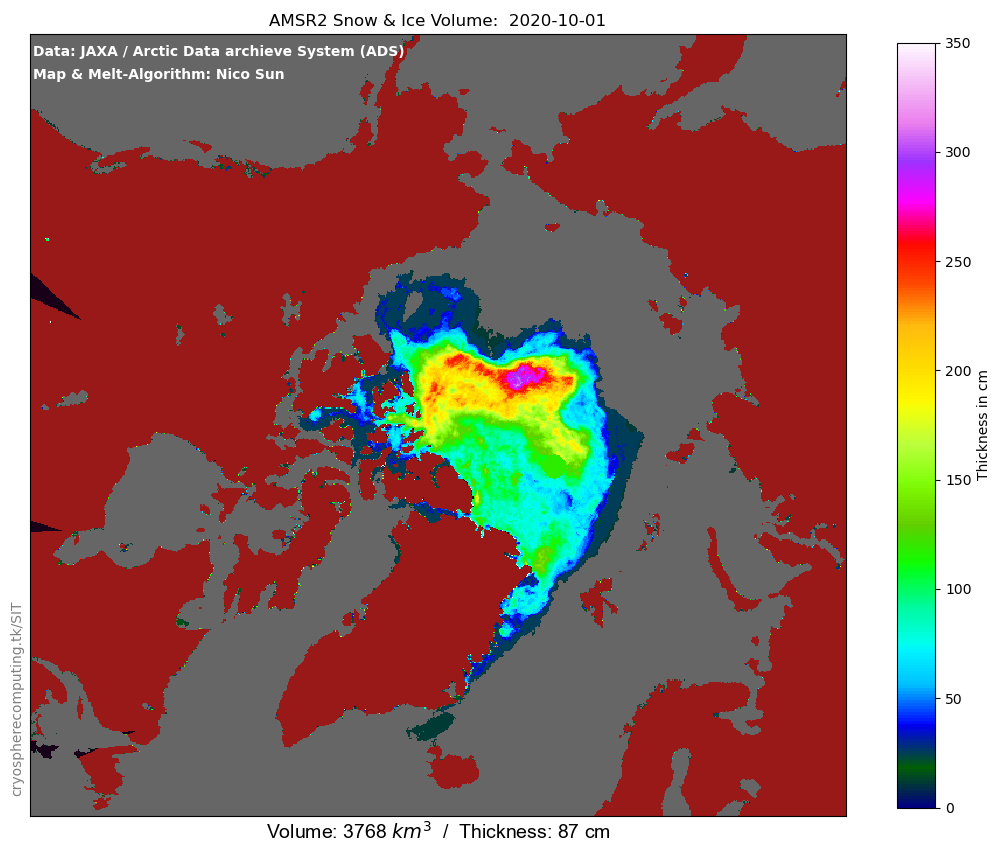 AMSR2 Snow & Ice Volume:  2020-10-01
Data: JAXA / Arctic Data archieve System (ADS)
Map & Melt-Algorithm: Nico Sun
350
300
250
200
150
100
50
0
Thickness in cm
cryospherecomputing.tk/SIT
Volume: 3768 km³  /  Thickness: 87 cm